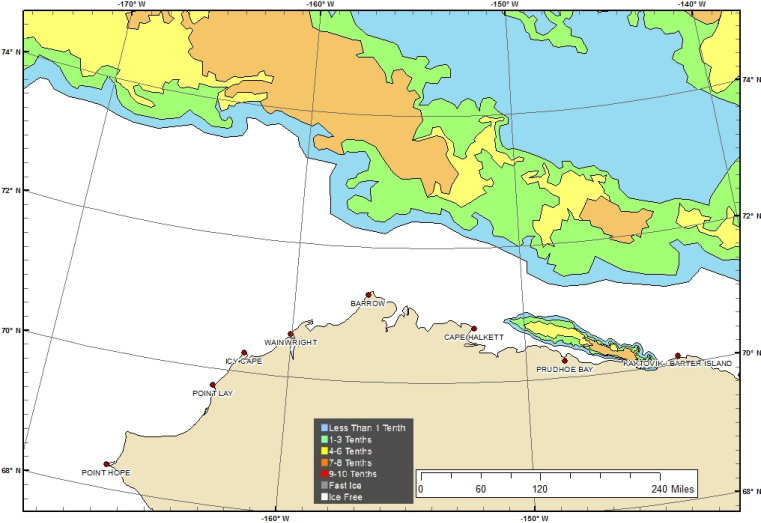 -170° W
-160° W
-150° W
-140° W
74° N
74° N
72° N
72° N
BARROW
70° N
WAINWRIGHT
CAPE HALKETT
70° N
ICY CAPE
KAKTOVIK - BARTER ISLAND
PRUDHOE BAY
POINT LAY
Less Than 1 Tenth
1-3 Tenths
4-6 Tenths
7-8 Tenths
9-10 Tenths
Fast Ice
Ice Free
68° N
POINT HOPE
0 60 120 240 Miles
68° N
-160° W
-150° W